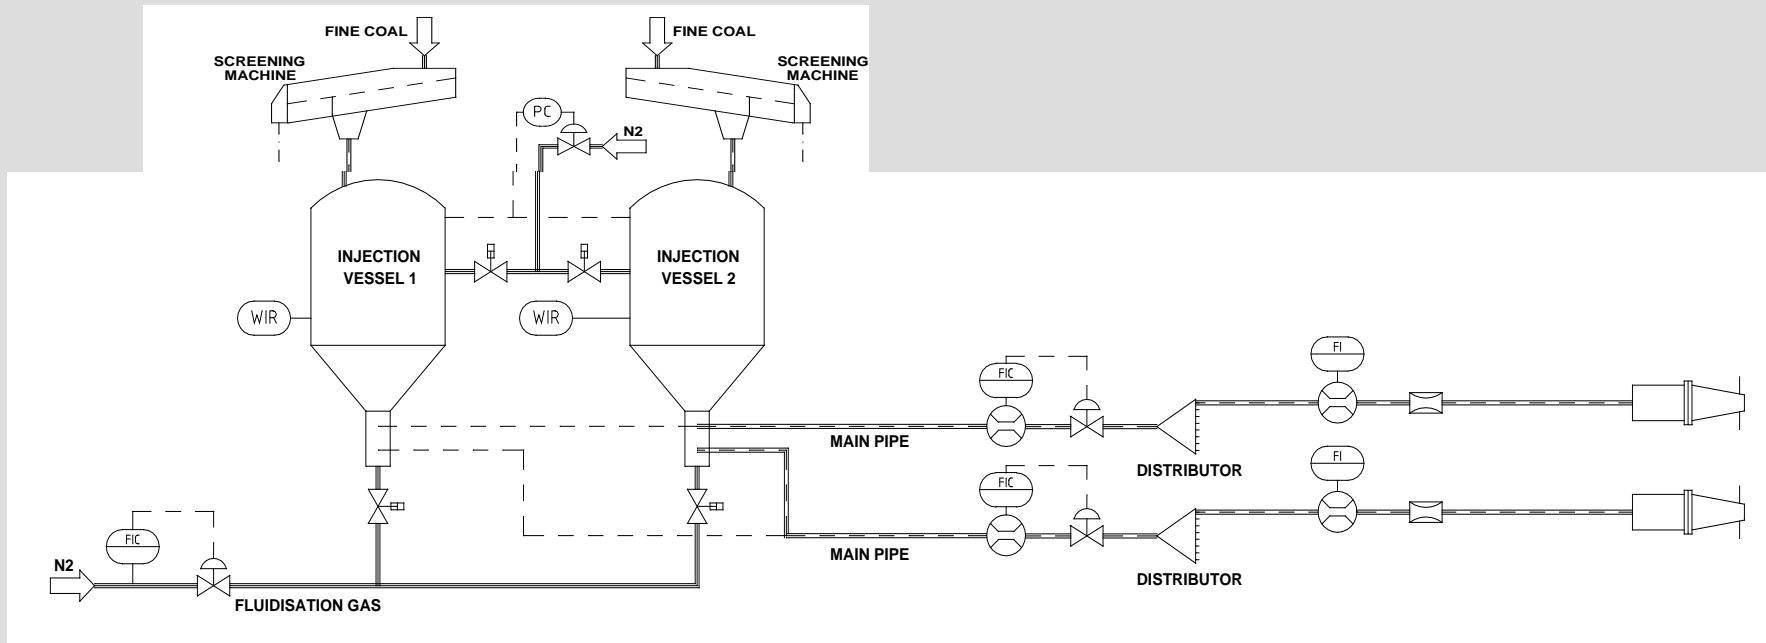 FINE COAL
FINE COAL
SCREENING
MACHINE
SCREENING
MACHINE
PC
N2
INJECTION
VESSEL 1
INJECTION
VESSEL 2
WIR
WIR
FI
FIC
MAIN PIPE
DISTRIBUTOR
FI
FIC
MAIN PIPE
DISTRIBUTOR
FIC
N2
FLUIDISATION GAS